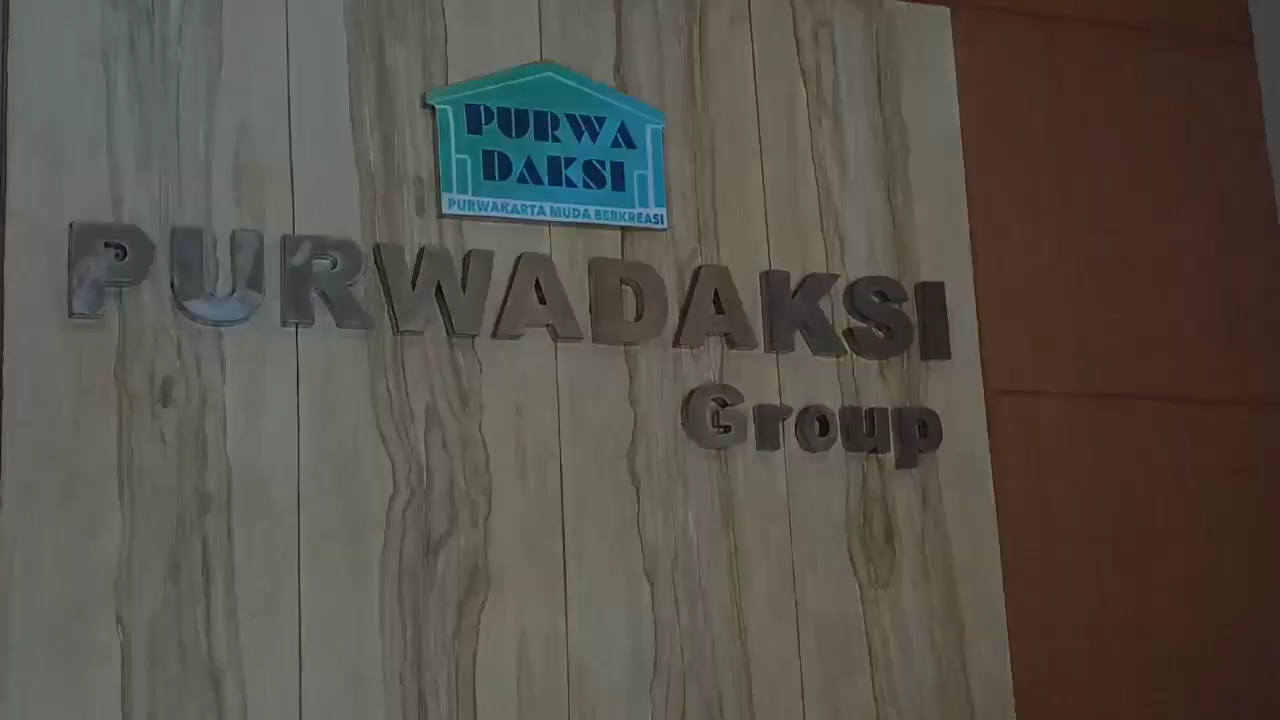 PURWA
DAKSI
PURWAKARTA MUDA BERKREASI
PURWADAKSI
Group